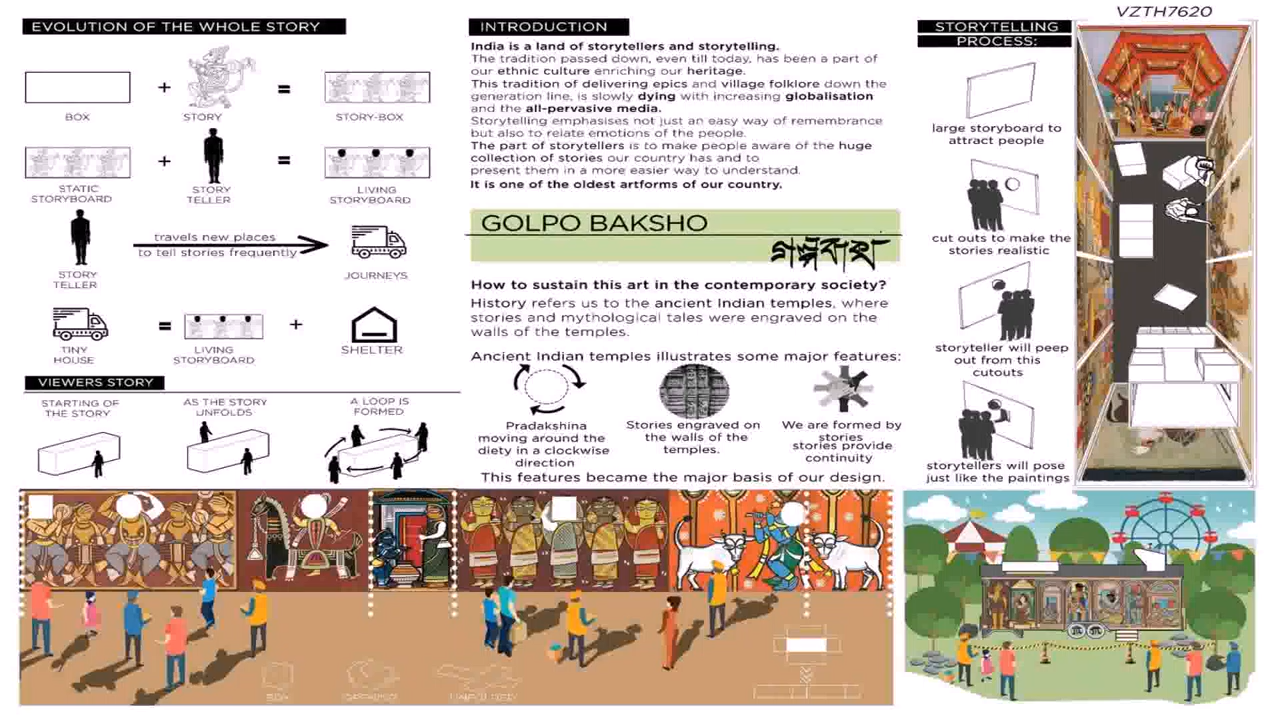 EVOLUTION OF THE WHOLE STORY
BOX
+
STORY
=
STORY-BOX
STATIC
STORYBOARD
+
STORY
TELLER
=
LIVING
STORYBOARD
STORY
TELLER
travels new places
to tell stories frequently
JOURNEYS
TINY
HOUSE
=
LIVING
STORYBOARD
+
SHELTER
VIEWERS STORY
STARTING OF
THE STORY
AS THE STORY
UNFOLDS
A LOOP IS
FORMED
INTRODUCTION
India is a land of storytellers and storytelling.
The tradition passed down, even till today, has been a part of
our ethnic culture enriching our heritage.
This tradition of delivering epics and village folklore down the
generation line, is slowly dying with increasing globalisation
and the all-pervasive media.
Storytelling emphasises not just an easy way of remembrance
but also to relate emotions of the people.
The part of storytellers is to make people aware of the huge
collection of stories our country has and to
present them in a more easier way to understand.
It is one of the oldest artforms of our country.
GOLPO BAKSHO
গল্পবাক্স
How to sustain this art in the contemporary society?
History refers us to the ancient Indian temples, where
stories and mythological tales were engraved on the
walls of the temples.
Ancient Indian temples illustrates some major features:
Pradakshina
moving around the
diety in a clockwise
direction
Stories engraved on
the walls of the
temples.
We are formed by
stories
stories provide
continuity
This features became the major basis of our design.
STORYTELLING
PROCESS:
large storyboard to
attract people
cut outs to make the
stories realistic
storyteller will peep
out from this
cutouts
storytellers will pose
just like the paintings
VZTH7620
BOX